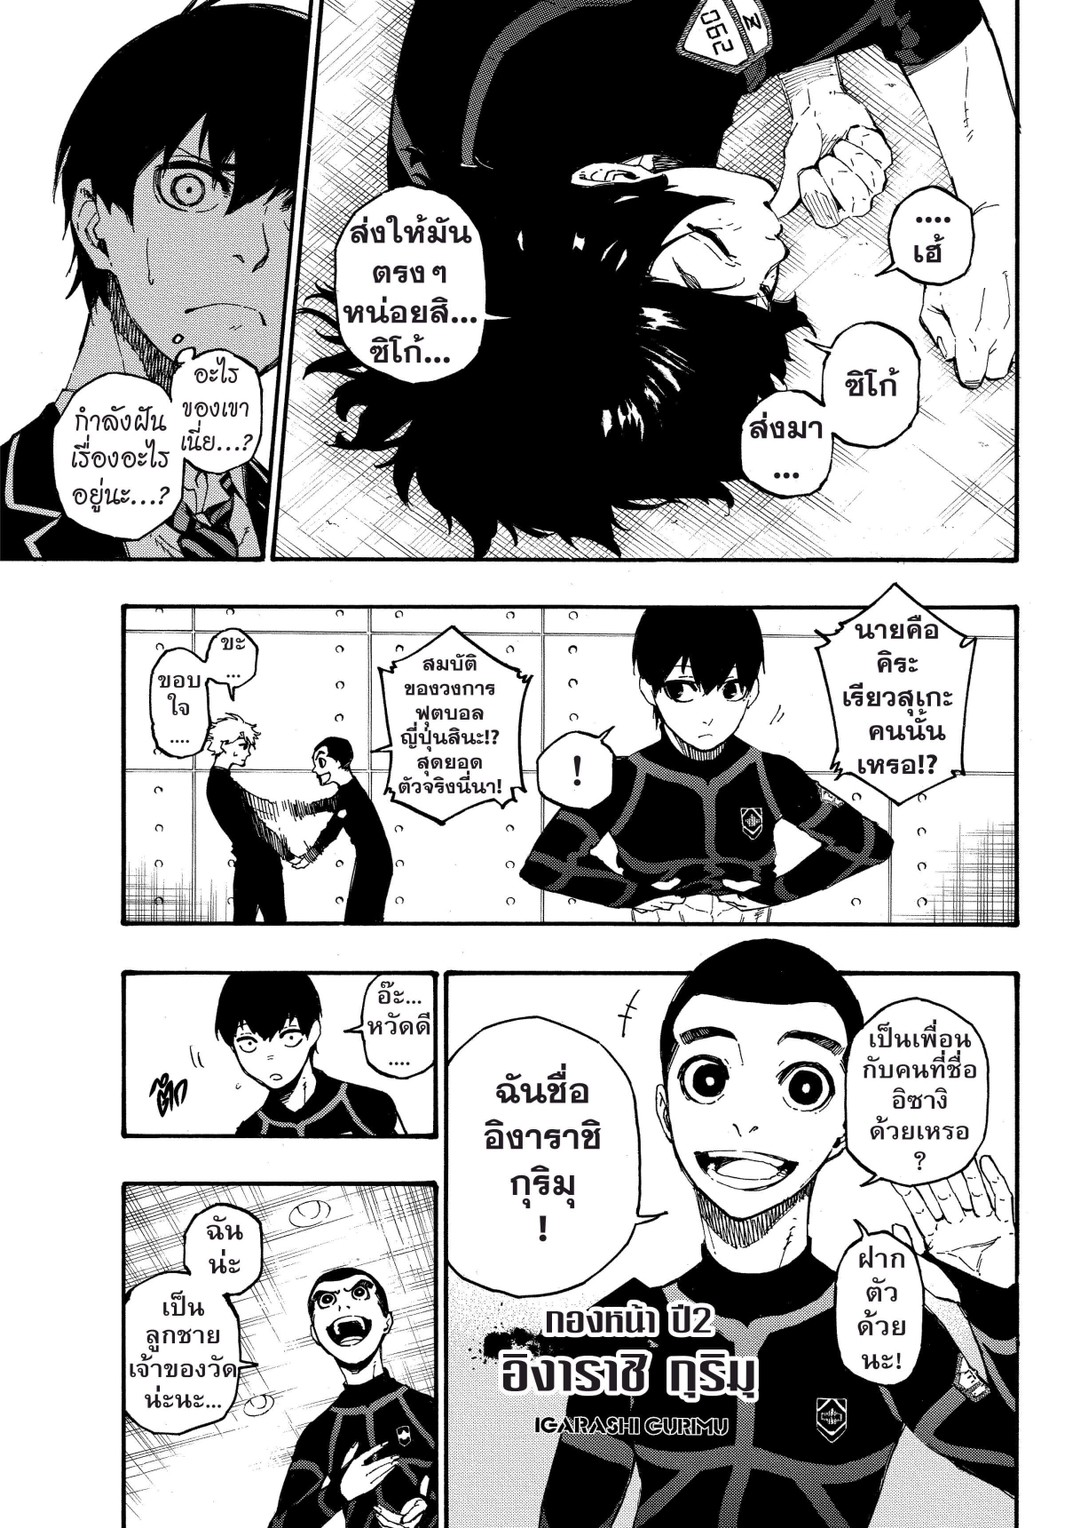 062
Z
.....
เฮ้
ซิโก้
ส่งมา
...
ส่งให้มัน
ตรงๆ
หน่อยสิ...
ซิโก้...
อะไร
ของเขา
เนี่ย...?
กำลังฝัน
เรื่องอะไร
อยู่นะ...?
นายคือ
คิระ
เรียวสุเกะ
คนนั้น
เหรอ!?
!
สมบัติ
ของวงการ
ฟุตบอล
ญี่ปุ่นสินะ!?
สุดยอด
ตัวจริงนี่นา!
ขะ
...
ขอบ
ใจ
....
เป็นเพื่อน
กับคนที่ชื่อ
อิซางิ
ด้วยเหรอ
?
ฉันชื่อ
อิงาราชิ
กุริมุ
!
ฝาก
ตัว
ด้วย
นะ!
กองหน้า ปี2
อิงาราชิ กุริมุ
IGARASHI GURIMU
อ๊ะ...
หวัดดี
....
ฉัน
น่ะ
เป็น
ลูกชาย
เจ้าของวัด
น่ะนะ...